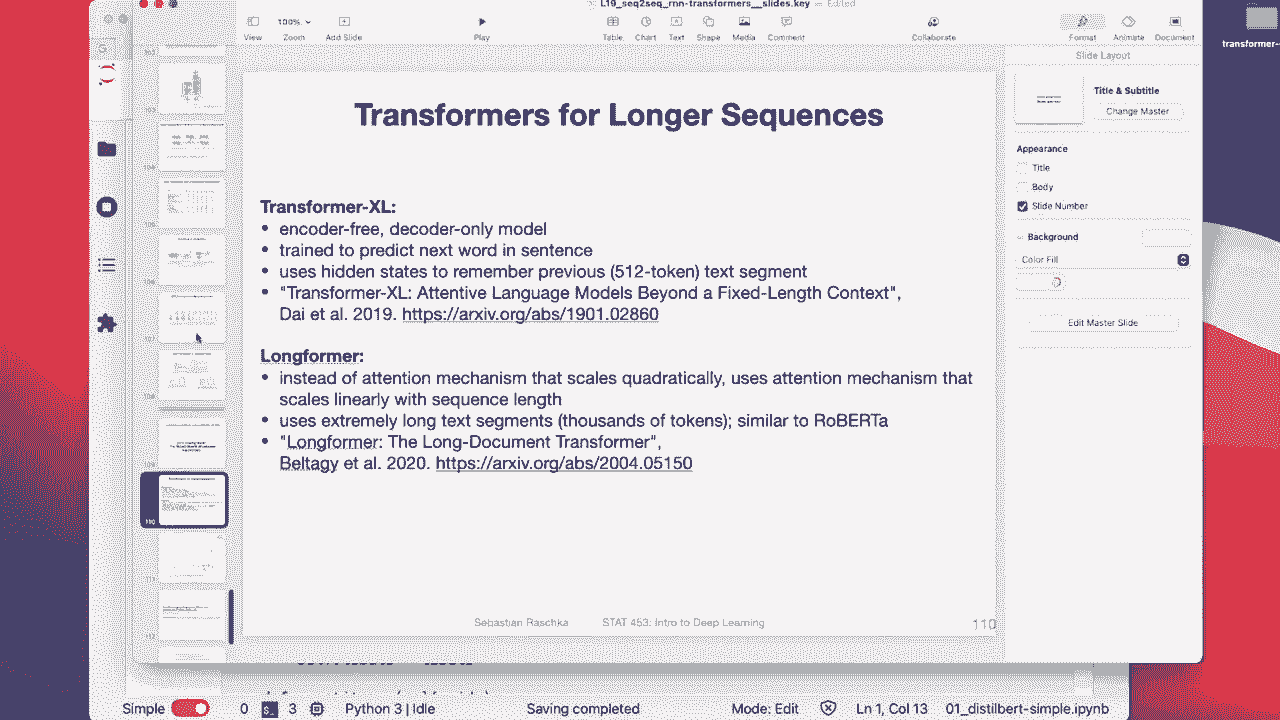 L19_seq2seq_rnn-transformers__slides.key — Edited
100%
View Zoom Add Slide Play Table Chart Text Shape Media Comment Collaborate Format Animate Document
transformer-
Slide Layout
Title & Subtitle
Change Master
Appearance
Title
Body
Slide Number
Background
Color Fill
Edit Master Slide
Transformers for Longer Sequences
Transformer-XL:
• encoder-free, decoder-only model
• trained to predict next word in sentence
• uses hidden states to remember previous (512-token) text segment
• "Transformer-XL: Attentive Language Models Beyond a Fixed-Length Context",
Dai et al. 2019. https://arxiv.org/abs/1901.02860
Longformer:
• instead of attention mechanism that scales quadratically, uses attention mechanism that
scales linearly with sequence length
• uses extremely long text segments (thousands of tokens); similar to RoBERTa
• "Longformer: The Long-Document Transformer",
Beltagy et al. 2020. https://arxiv.org/abs/2004.05150
Sebastian Raschka STAT 453: Intro to Deep Learning 110
Simple 0 3 Python 3 | Idle Saving completed Mode: Edit Ln 1, Col 13 01_distilbert-simple.ipynb